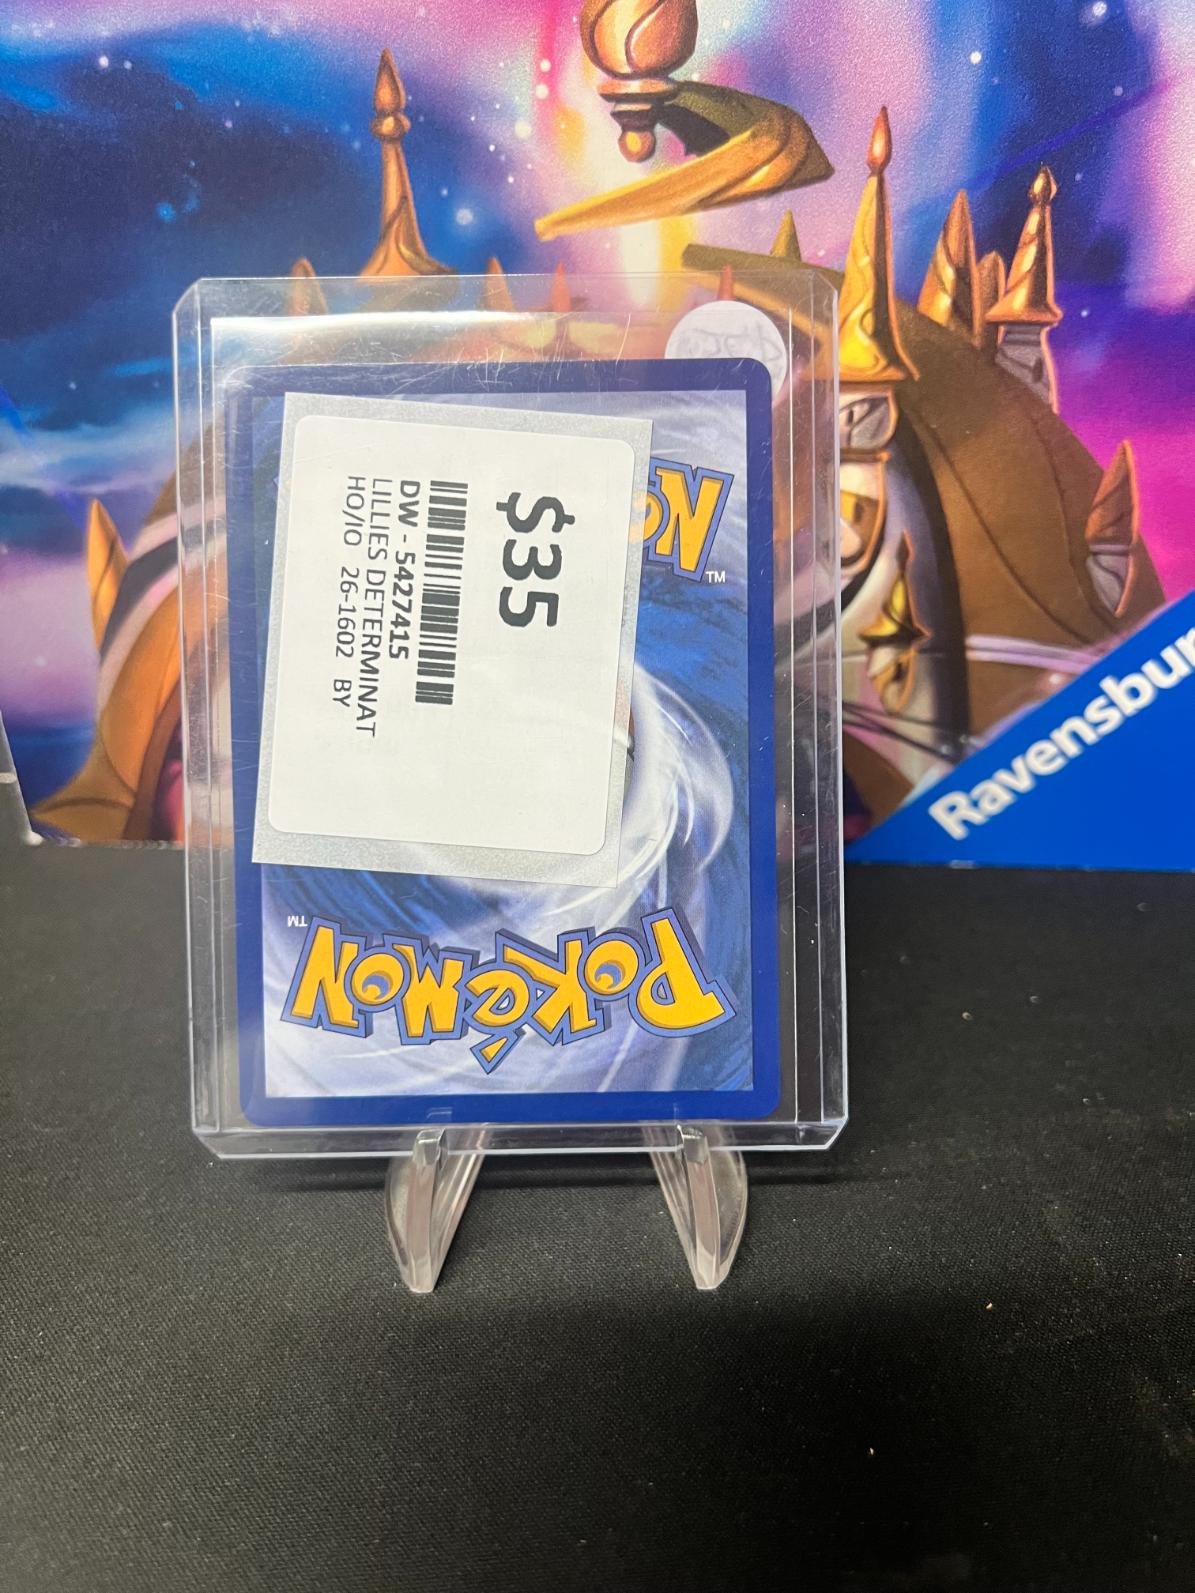 $35
DW - 5427415
LILLIES DETERMINAT
HO/IO 26-1602 BY
TM
POKéMON
TM
Ravensbur